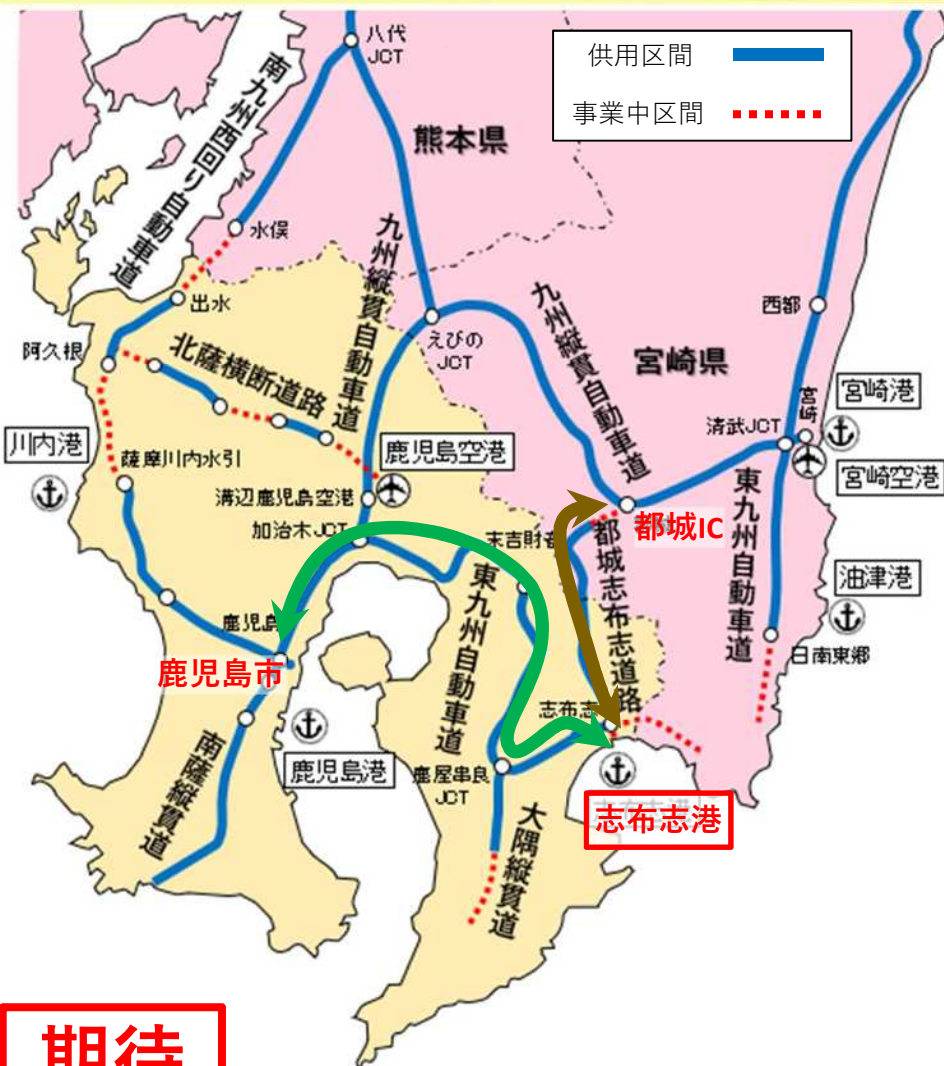 八代
JCT
供用区間
事業中区間
南九州西回り自動車道
熊本県
水俣
九州縦貫自動車道
出水
えびの
JCT
九州縦貫自動車道
西都
阿久根
北薩横断道路
宮崎県
宮崎
宮崎港
清武JCT
川内港
薩摩川内水引
鹿児島空港
宮崎空港
溝辺鹿児島空港
都城IC
東九州自動車道
加治木JCT
末吉財
都城志布志道路
油津港
東九州自動車道
鹿児島
日南東郷
鹿児島市
志布志
鹿児島港
鹿屋串良
JCT
南薩縦貫道
志布志港
大隅縦貫道
期待